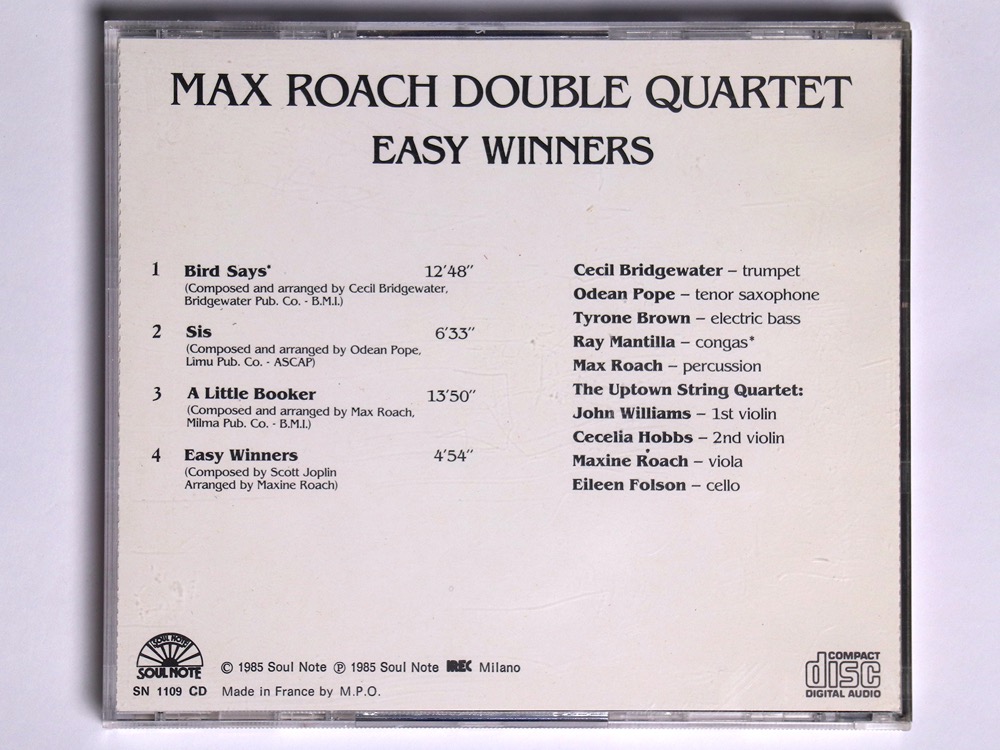 MAX ROACH DOUBLE QUARTET
EASY WINNERS
1 Bird Says* 12'48"
(Composed and arranged by Cecil Bridgewater,
Bridgewater Pub. Co. - B.M.I.)
2 Sis 6'33"
(Composed and arranged by Odean Pope,
Limu Pub. Co. - ASCAP)
3 A Little Booker 13'50"
(Composed and arranged by Max Roach,
Milma Pub. Co. - B.M.I.)
4 Easy Winners 4'54"
(Composed by Scott Joplin
Arranged by Maxine Roach)
Cecil Bridgewater – trumpet
Odean Pope – tenor saxophone
Tyrone Brown – electric bass
Ray Mantilla – congas*
Max Roach – percussion
The Uptown String Quartet:
John Williams – 1st violin
Cecelia Hobbs – 2nd violin
Maxine Roach – viola
Eileen Folson – cello
SOUL NOTE
SOUL NOTE
SN 1109 CD
© 1985 Soul Note ℗ 1985 Soul Note IREC Milano
Made in France by M.P.O.
COMPACT
disc
DIGITAL AUDIO